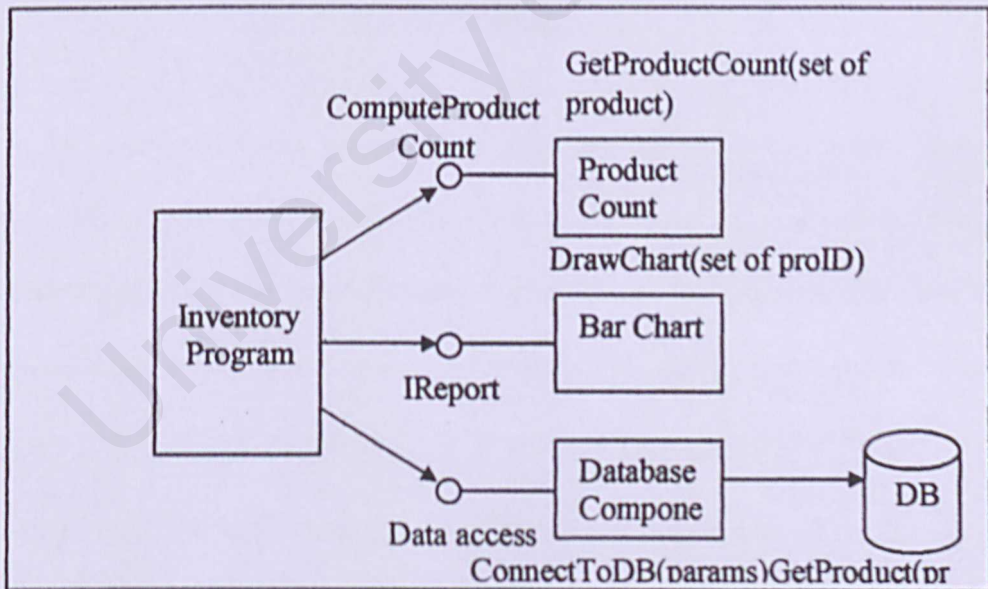 University
GetProductCount(set of
product)
ComputeProduct
Count
Product
Count
DrawChart(set of proID)
Inventory
Program
Bar Chart
IReport
Database
Compone
DB
Data access
ConnectToDB(params)GetProduct(pr